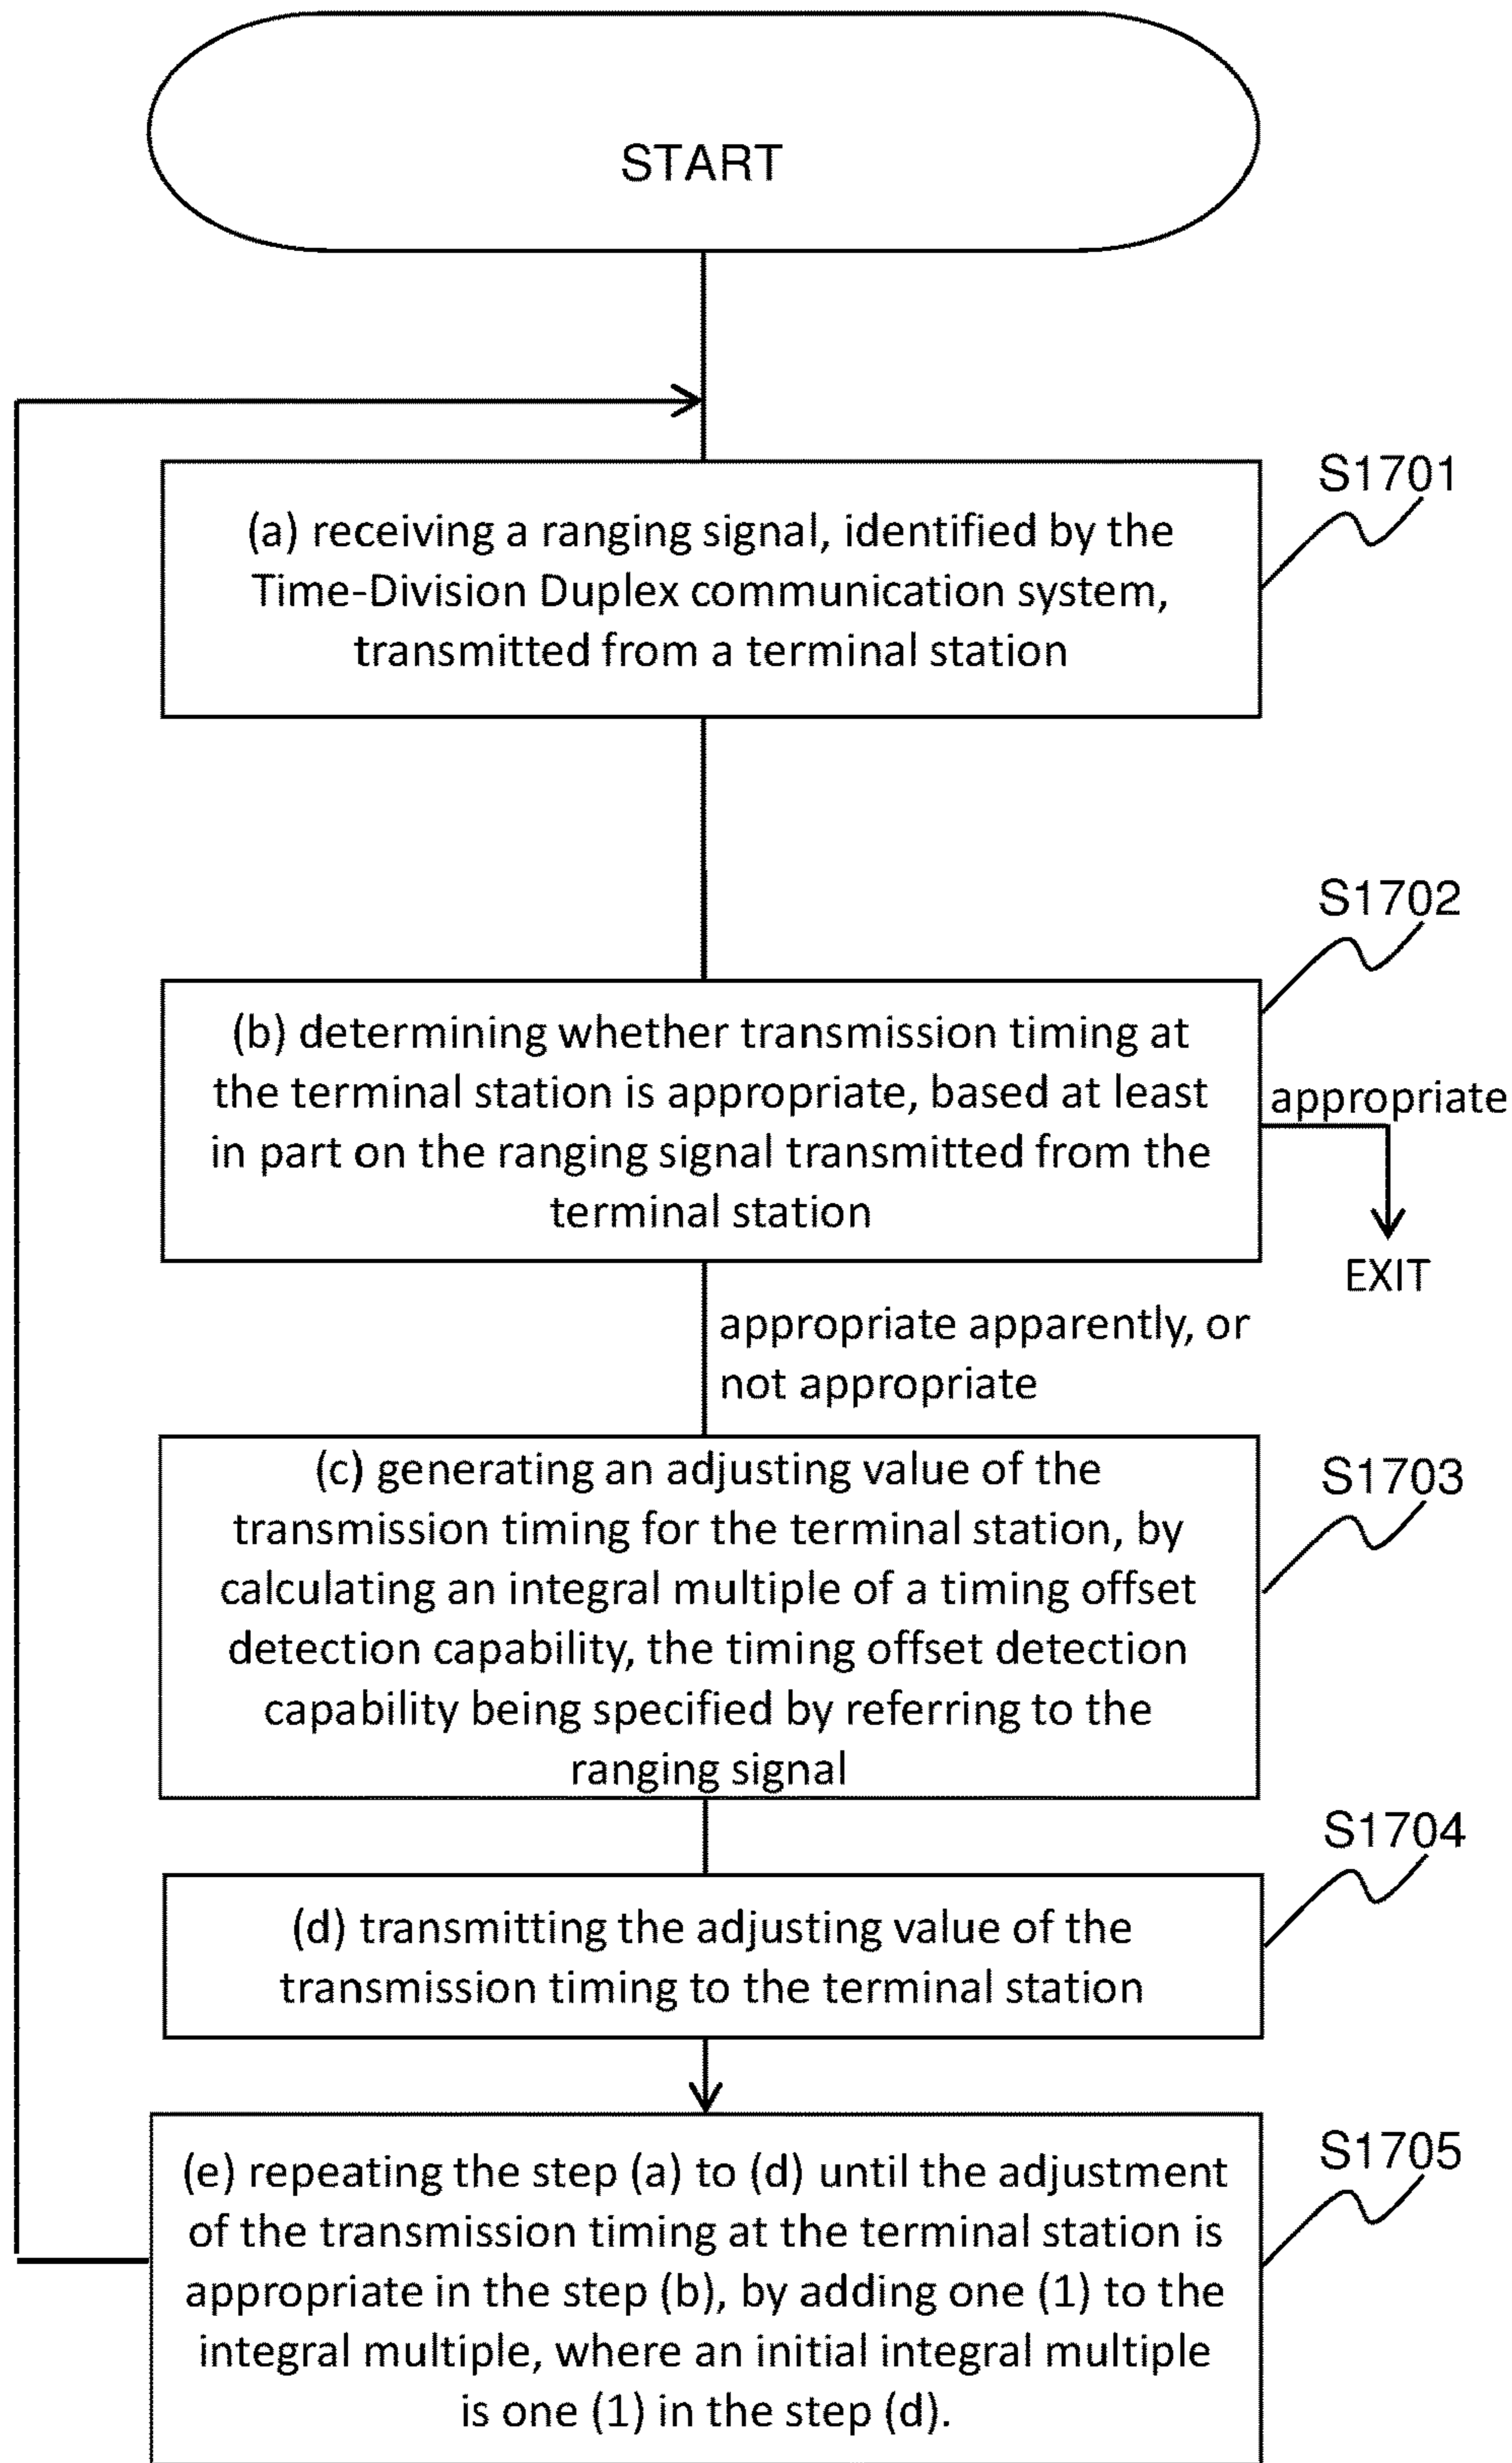 START
S1701
(a) receiving a ranging signal, identified by the
Time-Division Duplex communication system,
transmitted from a terminal station
S1702
(b) determining whether transmission timing at
the terminal station is appropriate, based at least
in part on the ranging signal transmitted from the
terminal station
appropriate
EXIT
appropriate apparently, or
not appropriate
S1703
(c) generating an adjusting value of the
transmission timing for the terminal station, by
calculating an integral multiple of a timing offset
detection capability, the timing offset detection
capability being specified by referring to the
ranging signal
S1704
(d) transmitting the adjusting value of the
transmission timing to the terminal station
S1705
(e) repeating the step (a) to (d) until the adjustment
of the transmission timing at the terminal station is
appropriate in the step (b), by adding one (1) to the
integral multiple, where an initial integral multiple
is one (1) in the step (d).